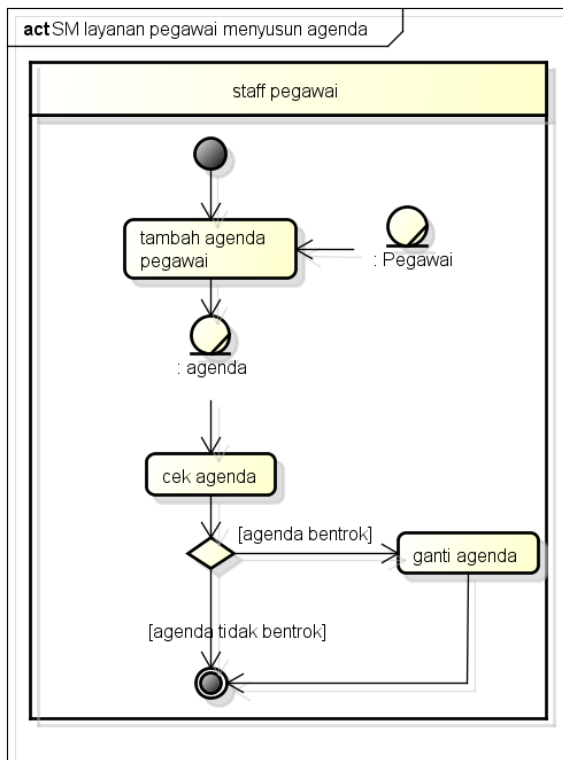 act SM layanan pegawai menyusun agenda
staff pegawai
tambah agenda
pegawai
: Pegawai
: agenda
cek agenda
[agenda bentrok]
ganti agenda
[agenda tidak bentrok]